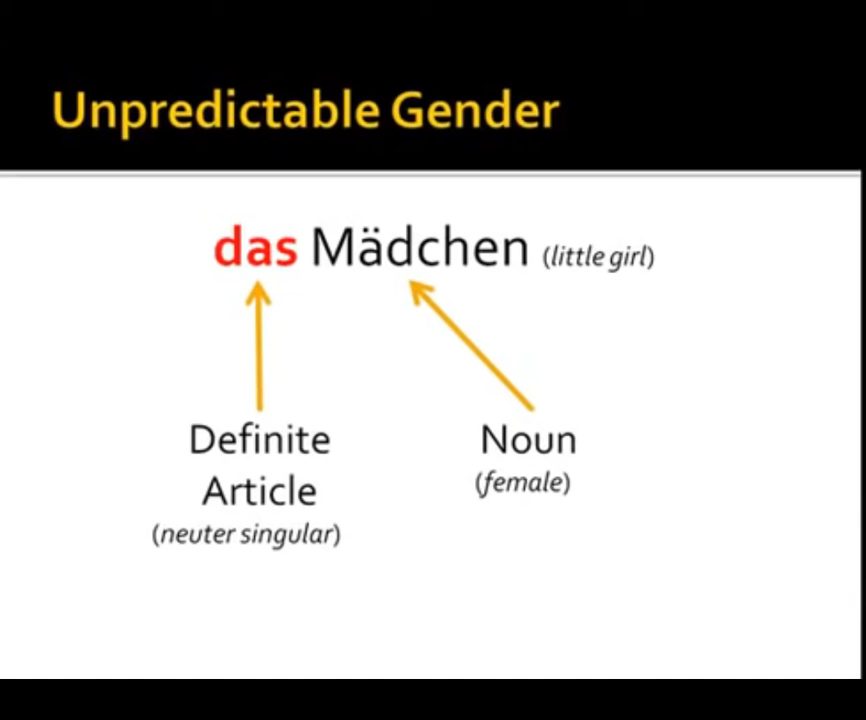 Unpredictable Gender
das Mädchen (little girl)
Definite
Article
(neuter singular)
Noun
(female)